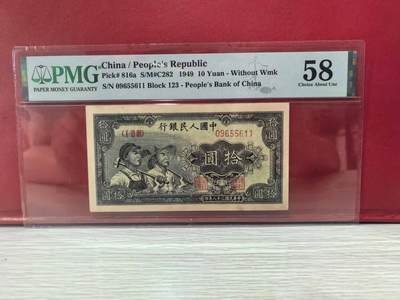 PMG
PAPER MONEY GUARANTY
China / People's Republic
Pick# 816a S/M#C282 1949 10 Yuan - Without Wmk
S/N 09655611 Block 123 - People's Bank of China
58
Choice About Unc
行銀民人國中
09655611
圓拾